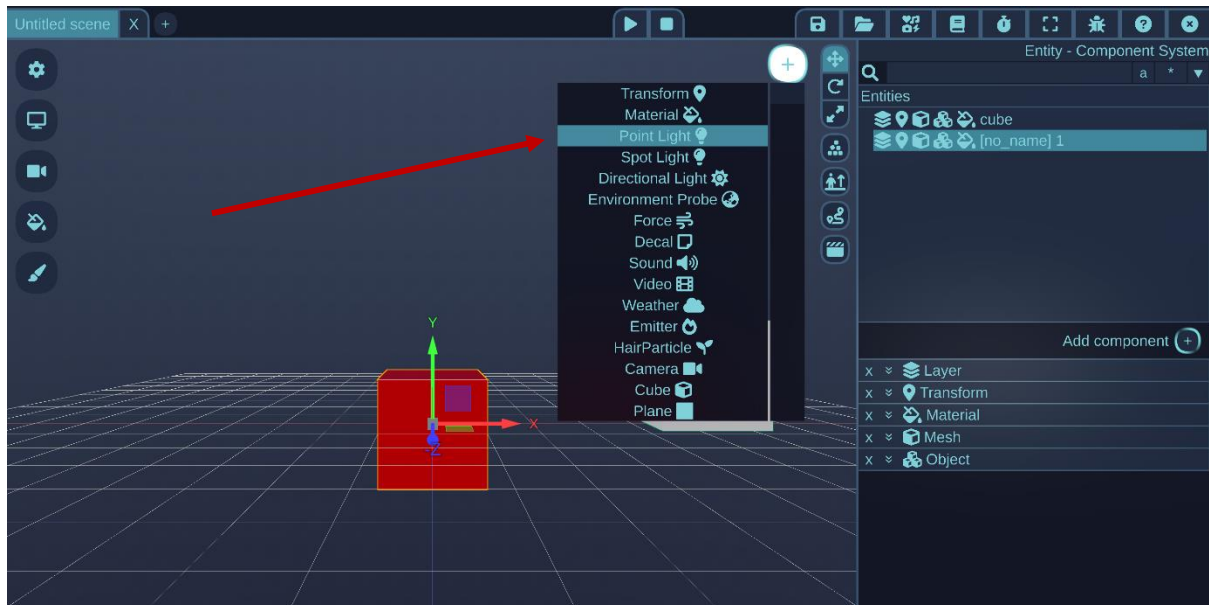 Untitled scene X +
Entity - Component System
a * ▼
Entities
cube
[no_name] 1
+
Transform
Material
Point Light
Spot Light
Directional Light
Environment Probe
Force
Decal
Sound
Video
Weather
Emitter
HairParticle
Camera
Cube
Plane
Y
X
-Z
Add component +
x Layer
x Transform
x Material
x Mesh
x Object